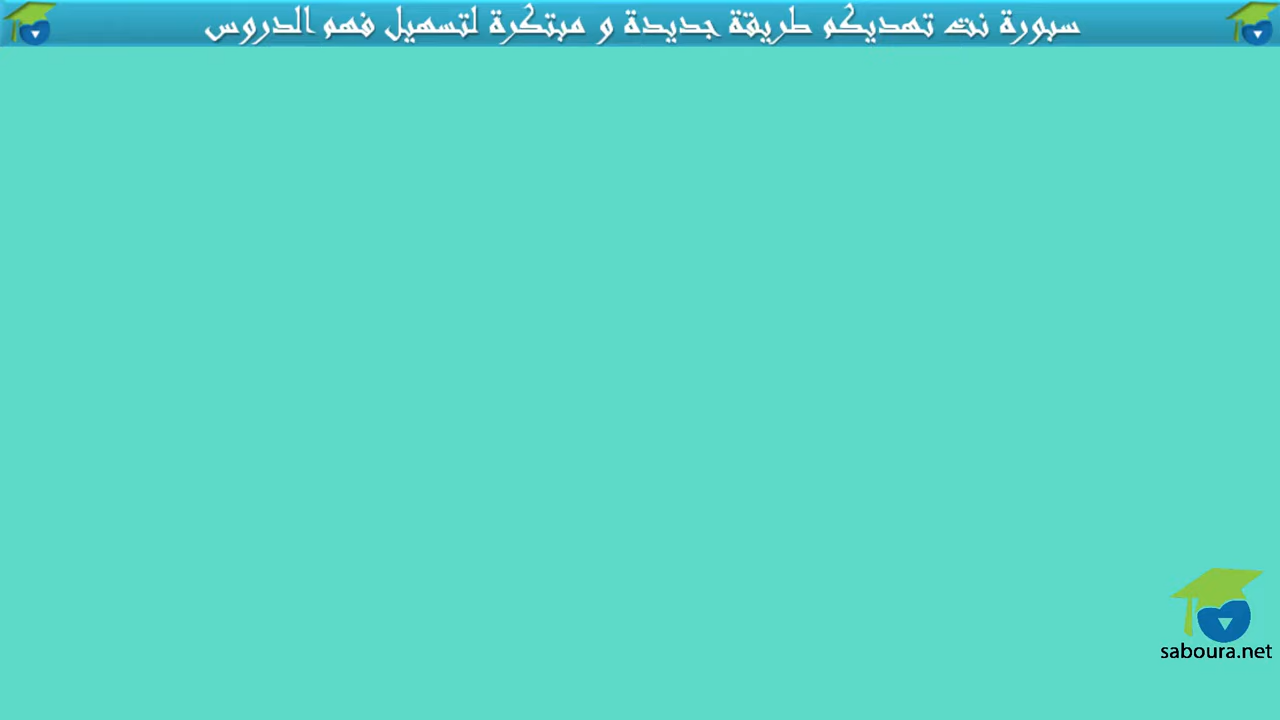 سبورة نت تهديكم طريقة جديدة و مبتكرة لتسهيل فهم الدروس
saboura.net